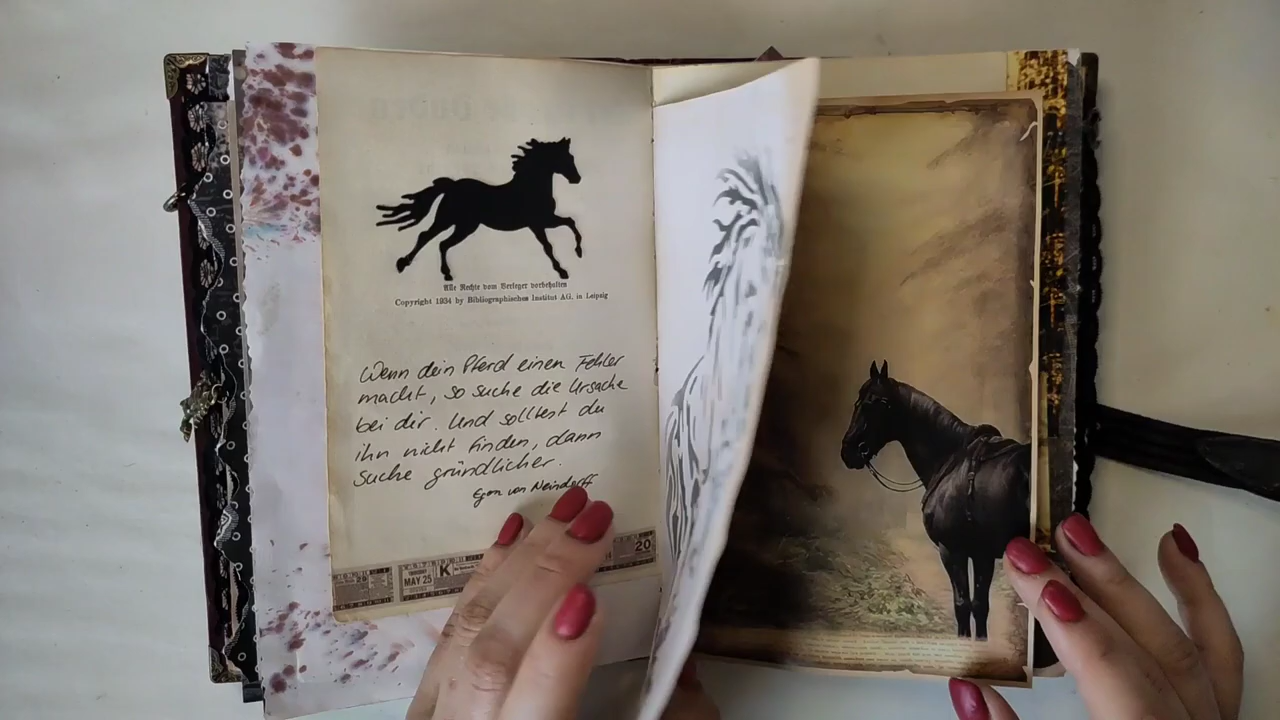 Alle Rechte vom Verleger vorbehalten
Copyright 1934 by Bibliographisches Institut AG. in Leipzig
Wenn dein Pferd einen Fehler
macht, so suche die Ursache
bei dir. Und solltest du
ihn nicht finden, dann
suche gründlicher.
Egon von Neindorff
MAY 25
K
20